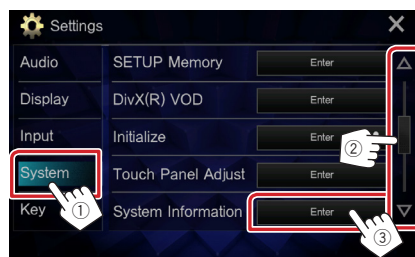 Settings
Audio
SETUP Memory
Enter
Display
DivX(R) VOD
Enter
Input
Initialize
Enter
②
System
Touch Panel Adjust
Enter
Key
①
System Information
Enter
③